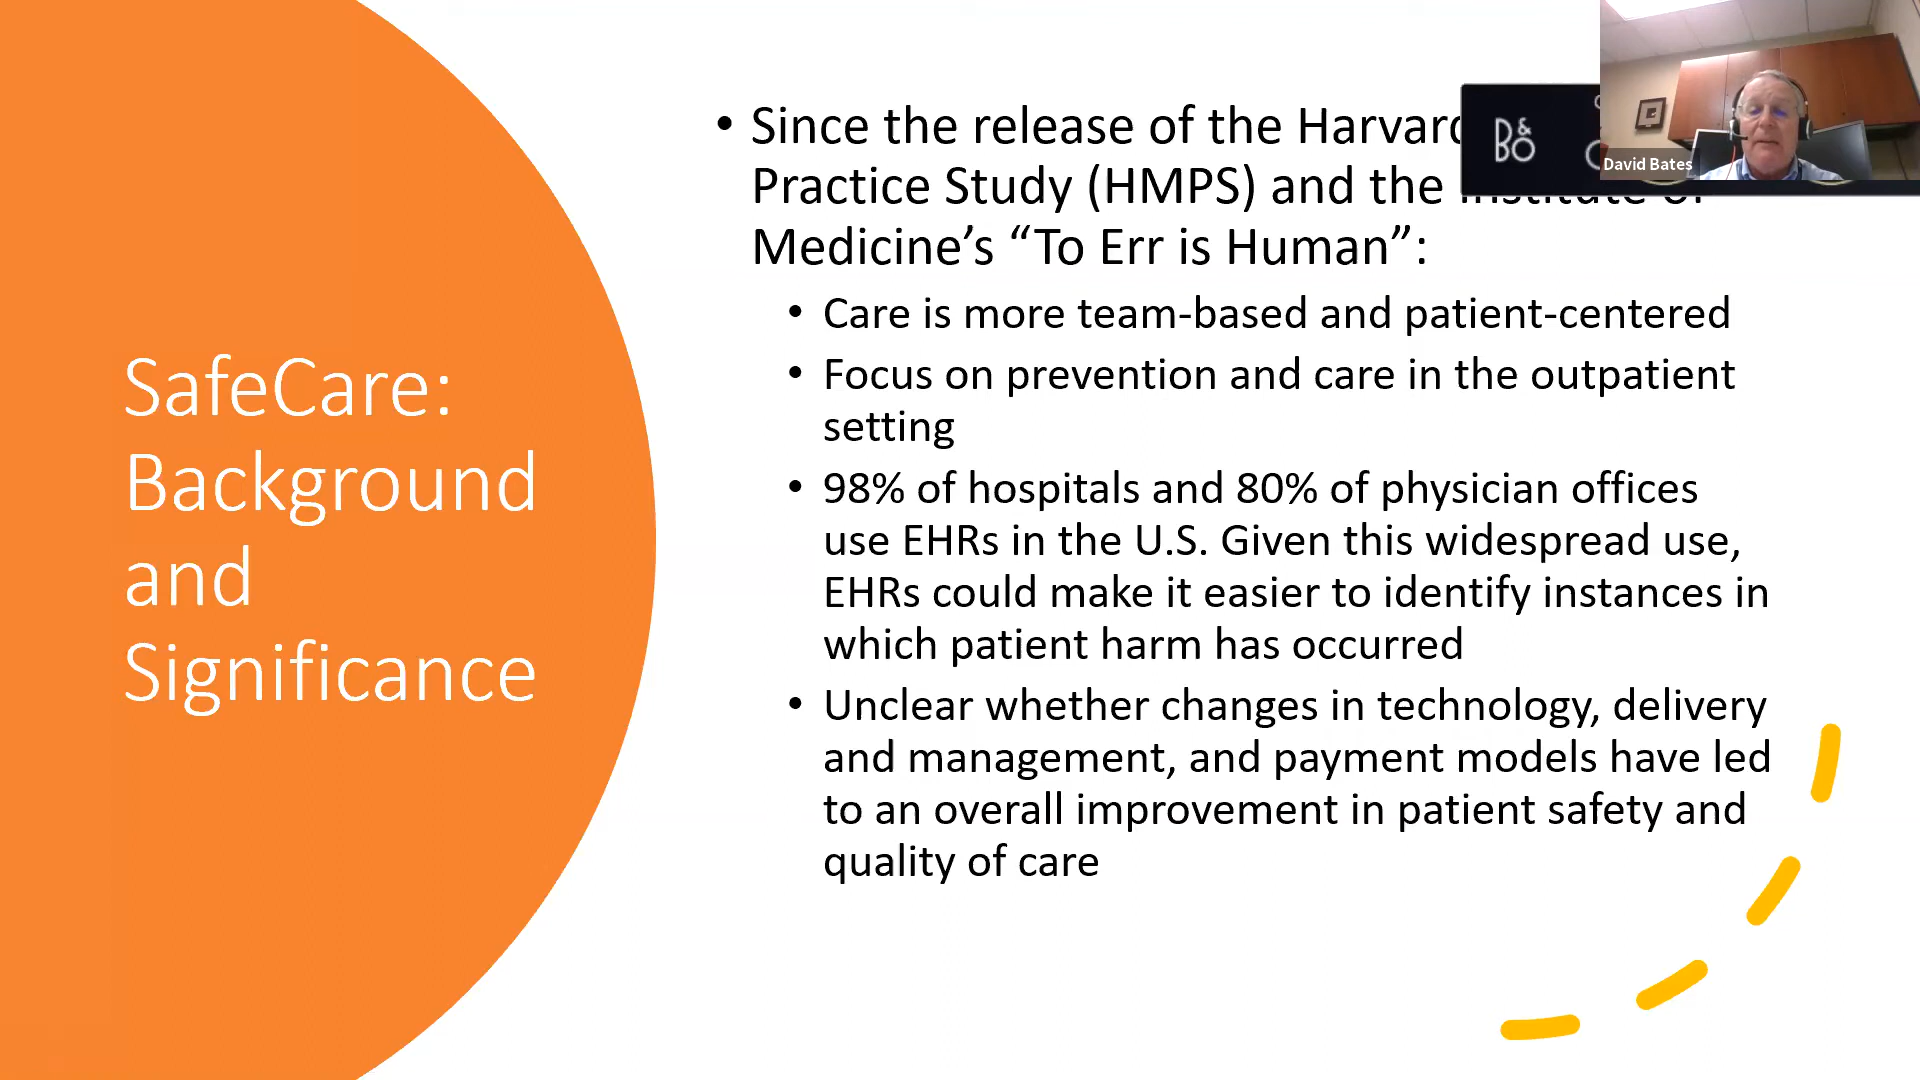 SafeCare:
Background
and
Significance
• Since the release of the Harvard
Practice Study (HMPS) and the Institute of
Medicine’s “To Err is Human”:
• Care is more team-based and patient-centered
• Focus on prevention and care in the outpatient
setting
• 98% of hospitals and 80% of physician offices
use EHRs in the U.S. Given this widespread use,
EHRs could make it easier to identify instances in
which patient harm has occurred
• Unclear whether changes in technology, delivery
and management, and payment models have led
to an overall improvement in patient safety and
quality of care
B&O
David Bates